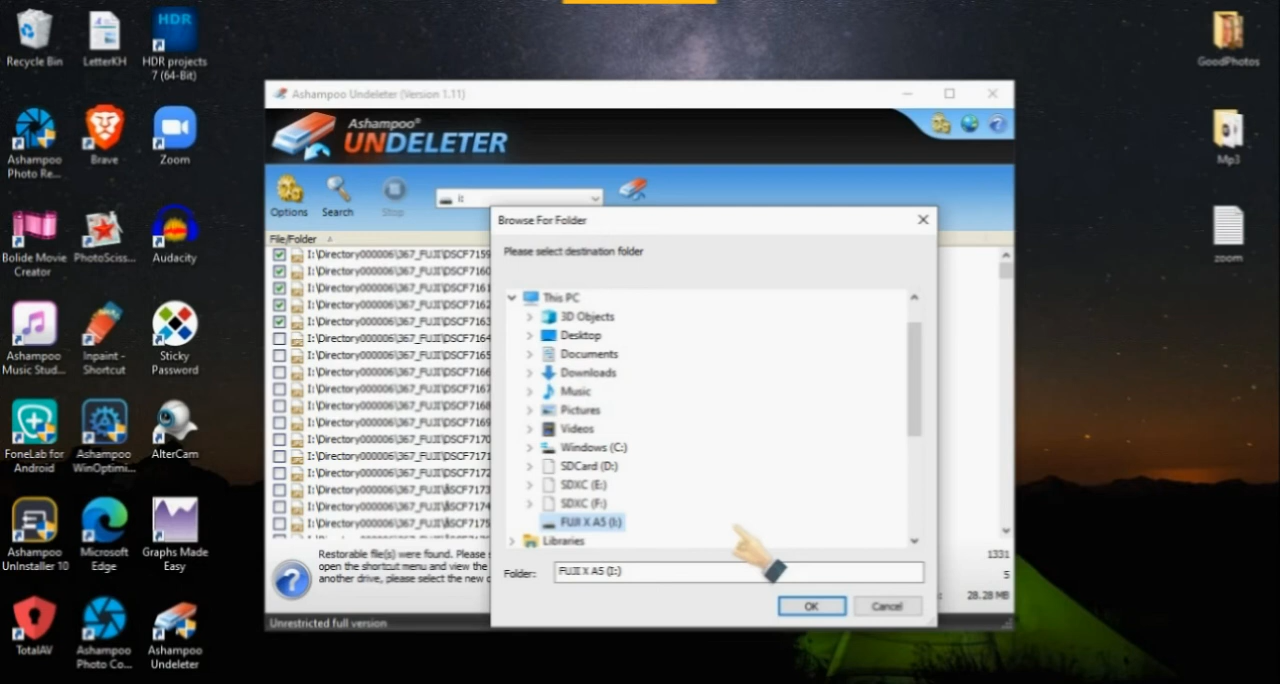 Recycle Bin
LetterKH
HDR
HDR projects
7 (64-Bit)
GoodPhotos
Ashampoo
Photo Re...
Brave
Zoom
Mp3
Bolide Movie
Creator
PhotoSciss...
Audacity
zoom
Ashampoo
Music Stud...
Inpaint -
Shortcut
Sticky
Password
FoneLab for
Android
Ashampoo
WinOptimi...
AlterCam
Ashampoo
UnInstaller 10
Microsoft
Edge
Graphs Made
Easy
TotalAV
Ashampoo
Photo Co...
Ashampoo
Undeleter
Ashampoo Undeleter (Version 1.11)
Ashampoo®
UNDELETER
Options
Search
Stop
I:
File/Folder
I:\Directory000006\367_FUJI\DSCF7159
I:\Directory000006\367_FUJI\DSCF7160
I:\Directory000006\367_FUJI\DSCF7161
I:\Directory000006\367_FUJI\DSCF7162
I:\Directory000006\367_FUJI\DSCF7163
I:\Directory000006\367_FUJI\DSCF7164
I:\Directory000006\367_FUJI\DSCF7165
I:\Directory000006\367_FUJI\DSCF7166
I:\Directory000006\367_FUJI\DSCF7167
I:\Directory000006\367_FUJI\DSCF7168
I:\Directory000006\367_FUJI\DSCF7169
I:\Directory000006\367_FUJI\DSCF7170
I:\Directory000006\367_FUJI\DSCF7171
I:\Directory000006\367_FUJI\DSCF7172
I:\Directory000006\367_FUJI\åSCF7173
I:\Directory000006\367_FUJI\åSCF7174
I:\Directory000006\367_FUJI\åSCF7175
Restorable file(s) were found. Please
open the shortcut menu and view the
another drive, please select the new
1331
5
28.28 MB
Unrestricted full version
Browse For Folder
Please select destination folder
This PC
3D Objects
Desktop
Documents
Downloads
Music
Pictures
Videos
Windows (C:)
SDCard (D:)
SDXC (E:)
SDXC (F:)
FUJI X A5 (I:)
Libraries
Folder:
FUJI X A5 (I:)
OK
Cancel